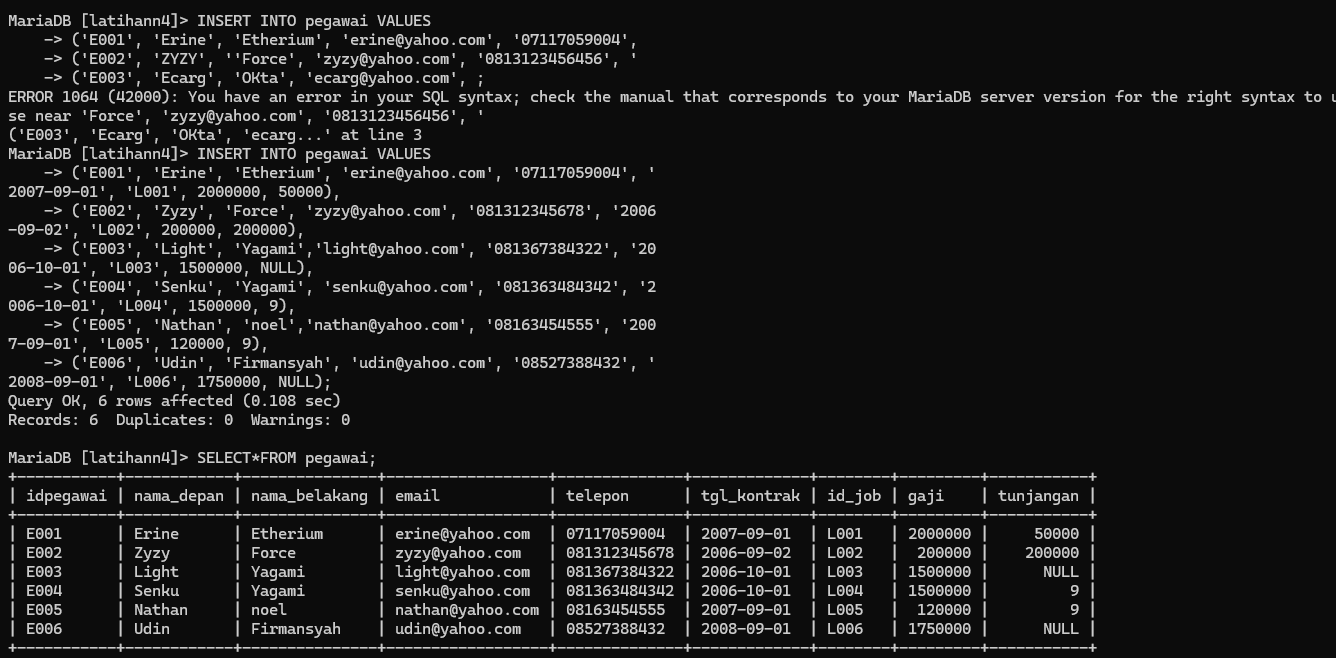 MariaDB [latihann4]> INSERT INTO pegawai VALUES
    -> ('E001', 'Erine', 'Etherium', 'erine@yahoo.com', '07117059004',
    -> ('E002', 'ZYZY', ''Force', 'zyzy@yahoo.com', '0813123456456', '
    -> ('E003', 'Ecarg', 'OKta', 'ecarg@yahoo.com', ;
ERROR 1064 (42000): You have an error in your SQL syntax; check the manual that corresponds to your MariaDB server version for the right syntax to u
se near 'Force', 'zyzy@yahoo.com', '0813123456456', '
('E003', 'Ecarg', 'OKta', 'ecarg...' at line 3
MariaDB [latihann4]> INSERT INTO pegawai VALUES
    -> ('E001', 'Erine', 'Etherium', 'erine@yahoo.com', '07117059004', '
2007-09-01', 'L001', 2000000, 50000),
    -> ('E002', 'Zyzy', 'Force', 'zyzy@yahoo.com', '081312345678', '2006
-09-02', 'L002', 200000, 200000),
    -> ('E003', 'Light', 'Yagami','light@yahoo.com', '081367384322', '20
06-10-01', 'L003', 1500000, NULL),
    -> ('E004', 'Senku', 'Yagami', 'senku@yahoo.com', '081363484342', '2
006-10-01', 'L004', 1500000, 9),
    -> ('E005', 'Nathan', 'noel','nathan@yahoo.com', '08163454555', '200
7-09-01', 'L005', 120000, 9),
    -> ('E006', 'Udin', 'Firmansyah', 'udin@yahoo.com', '08527388432', '
2008-09-01', 'L006', 1750000, NULL);
Query OK, 6 rows affected (0.108 sec)
Records: 6  Duplicates: 0  Warnings: 0

MariaDB [latihann4]> SELECT*FROM pegawai;
+-----------+------------+---------------+------------------+--------------+-------------+--------+---------+-----------+
| idpegawai | nama_depan | nama_belakang | email            | telepon      | tgl_kontrak | id_job | gaji    | tunjangan |
+-----------+------------+---------------+------------------+--------------+-------------+--------+---------+-----------+
| E001      | Erine      | Etherium      | erine@yahoo.com  | 07117059004  | 2007-09-01  | L001   | 2000000 |     50000 |
| E002      | Zyzy       | Force         | zyzy@yahoo.com   | 081312345678 | 2006-09-02  | L002   |  200000 |    200000 |
| E003      | Light      | Yagami        | light@yahoo.com  | 081367384322 | 2006-10-01  | L003   | 1500000 |      NULL |
| E004      | Senku      | Yagami        | senku@yahoo.com  | 081363484342 | 2006-10-01  | L004   | 1500000 |         9 |
| E005      | Nathan     | noel          | nathan@yahoo.com | 08163454555  | 2007-09-01  | L005   |  120000 |         9 |
| E006      | Udin       | Firmansyah    | udin@yahoo.com   | 08527388432  | 2008-09-01  | L006   | 1750000 |      NULL |
+-----------+------------+---------------+------------------+--------------+-------------+--------+---------+-----------+